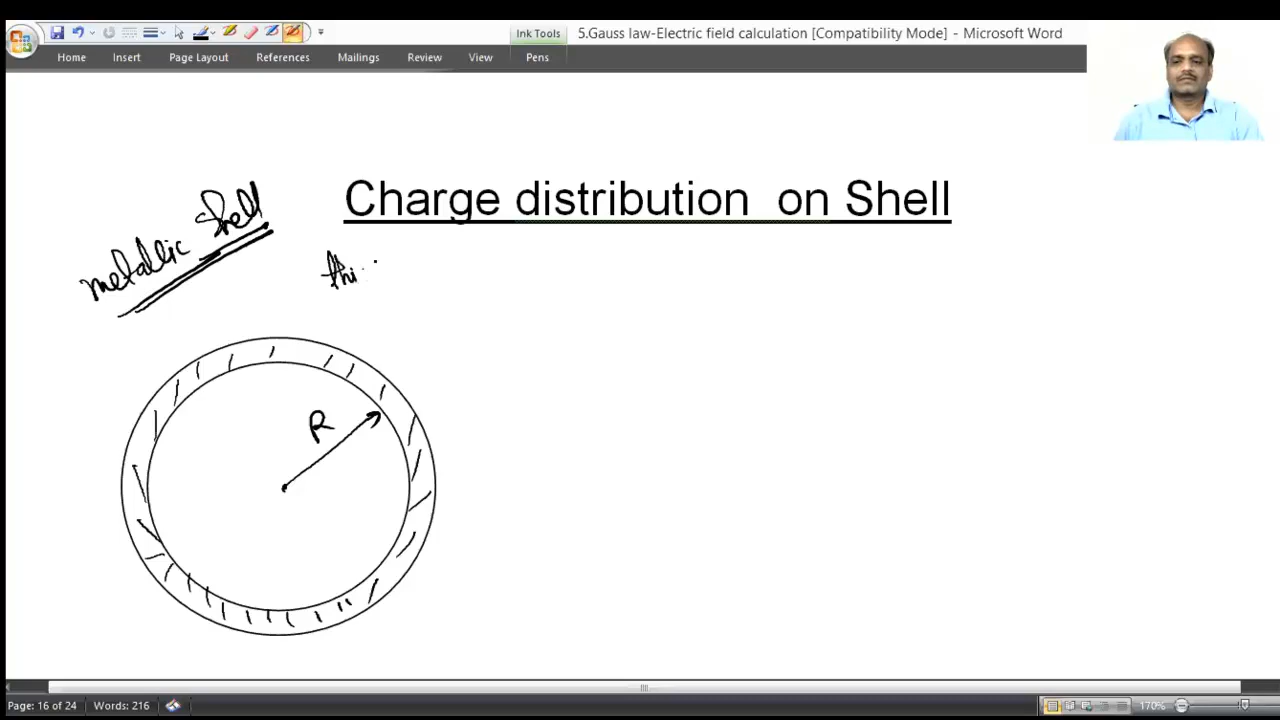 Ink Tools
5.Gauss law-Electric field calculation [Compatibility Mode] - Microsoft Word
Home Insert Page Layout References Mailings Review View Pens
Charge distribution on Shell
metallic shell
thi
R
Page: 16 of 24 Words: 216 170%